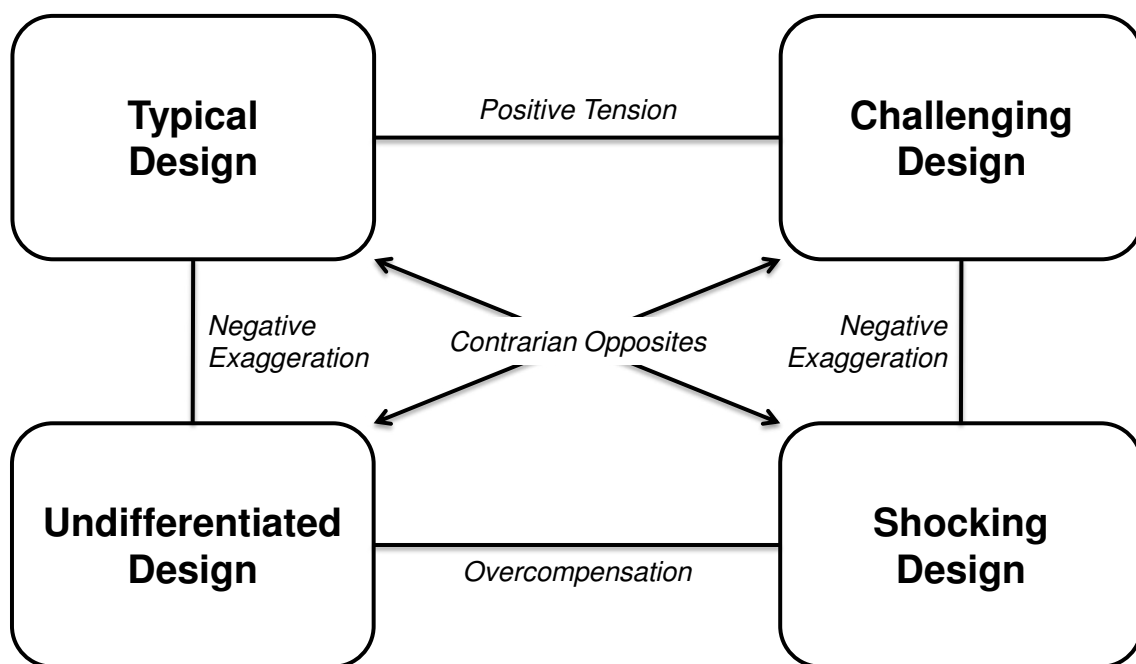 Typical
Design
Positive Tension
Challenging
Design
Negative
Exaggeration
Contrarian Opposites
Negative
Exaggeration
Undifferentiated
Design
Overcompensation
Shocking
Design